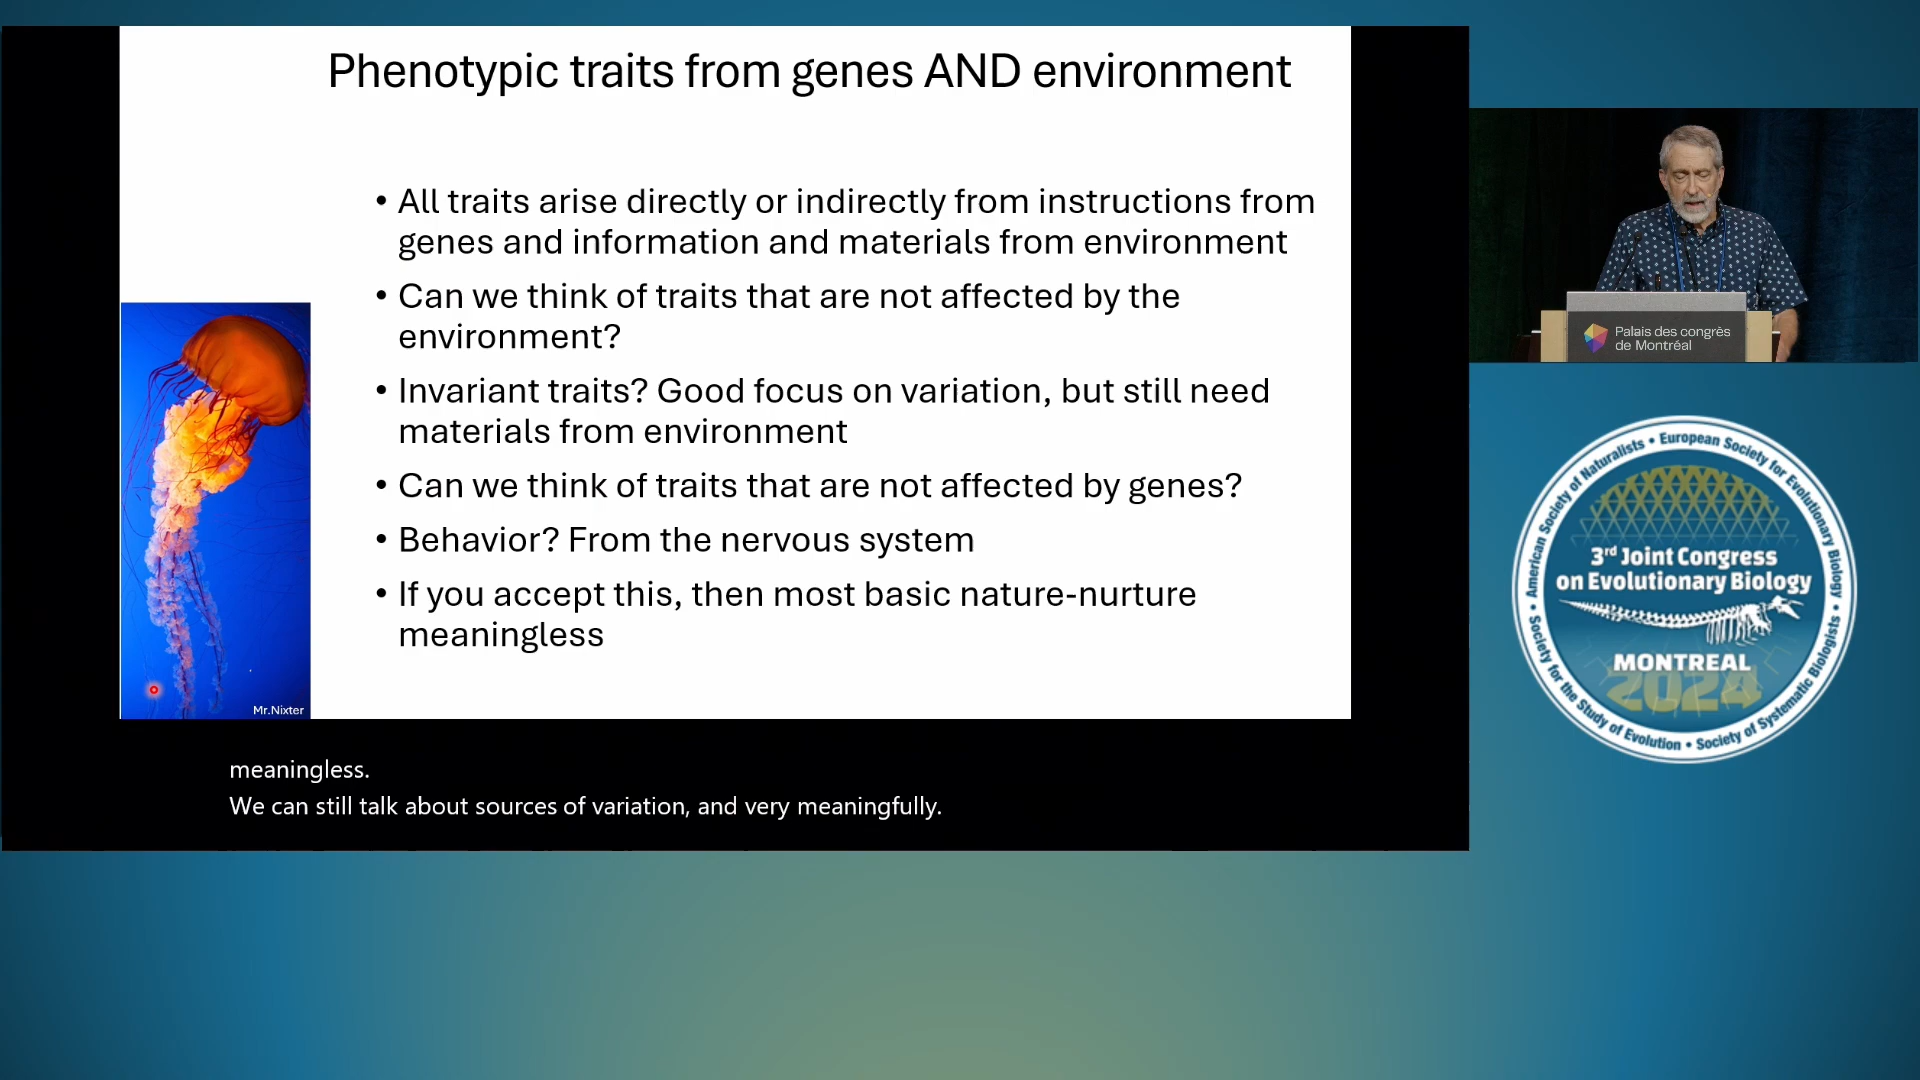 Phenotypic traits from genes AND environment
• All traits arise directly or indirectly from instructions from
genes and information and materials from environment
• Can we think of traits that are not affected by the
environment?
• Invariant traits? Good focus on variation, but still need
materials from environment
• Can we think of traits that are not affected by genes?
• Behavior? From the nervous system
• If you accept this, then most basic nature-nurture
meaningless
Mr.Nixter
meaningless.
We can still talk about sources of variation, and very meaningfully.
Palais des congrès
de Montréal
American Society of Naturalists • European Society for Evolutionary Biology •
Society for the Study of Evolution • Society of Systematic Biologists •
3rd Joint Congress
on Evolutionary Biology
MONTREAL
2024